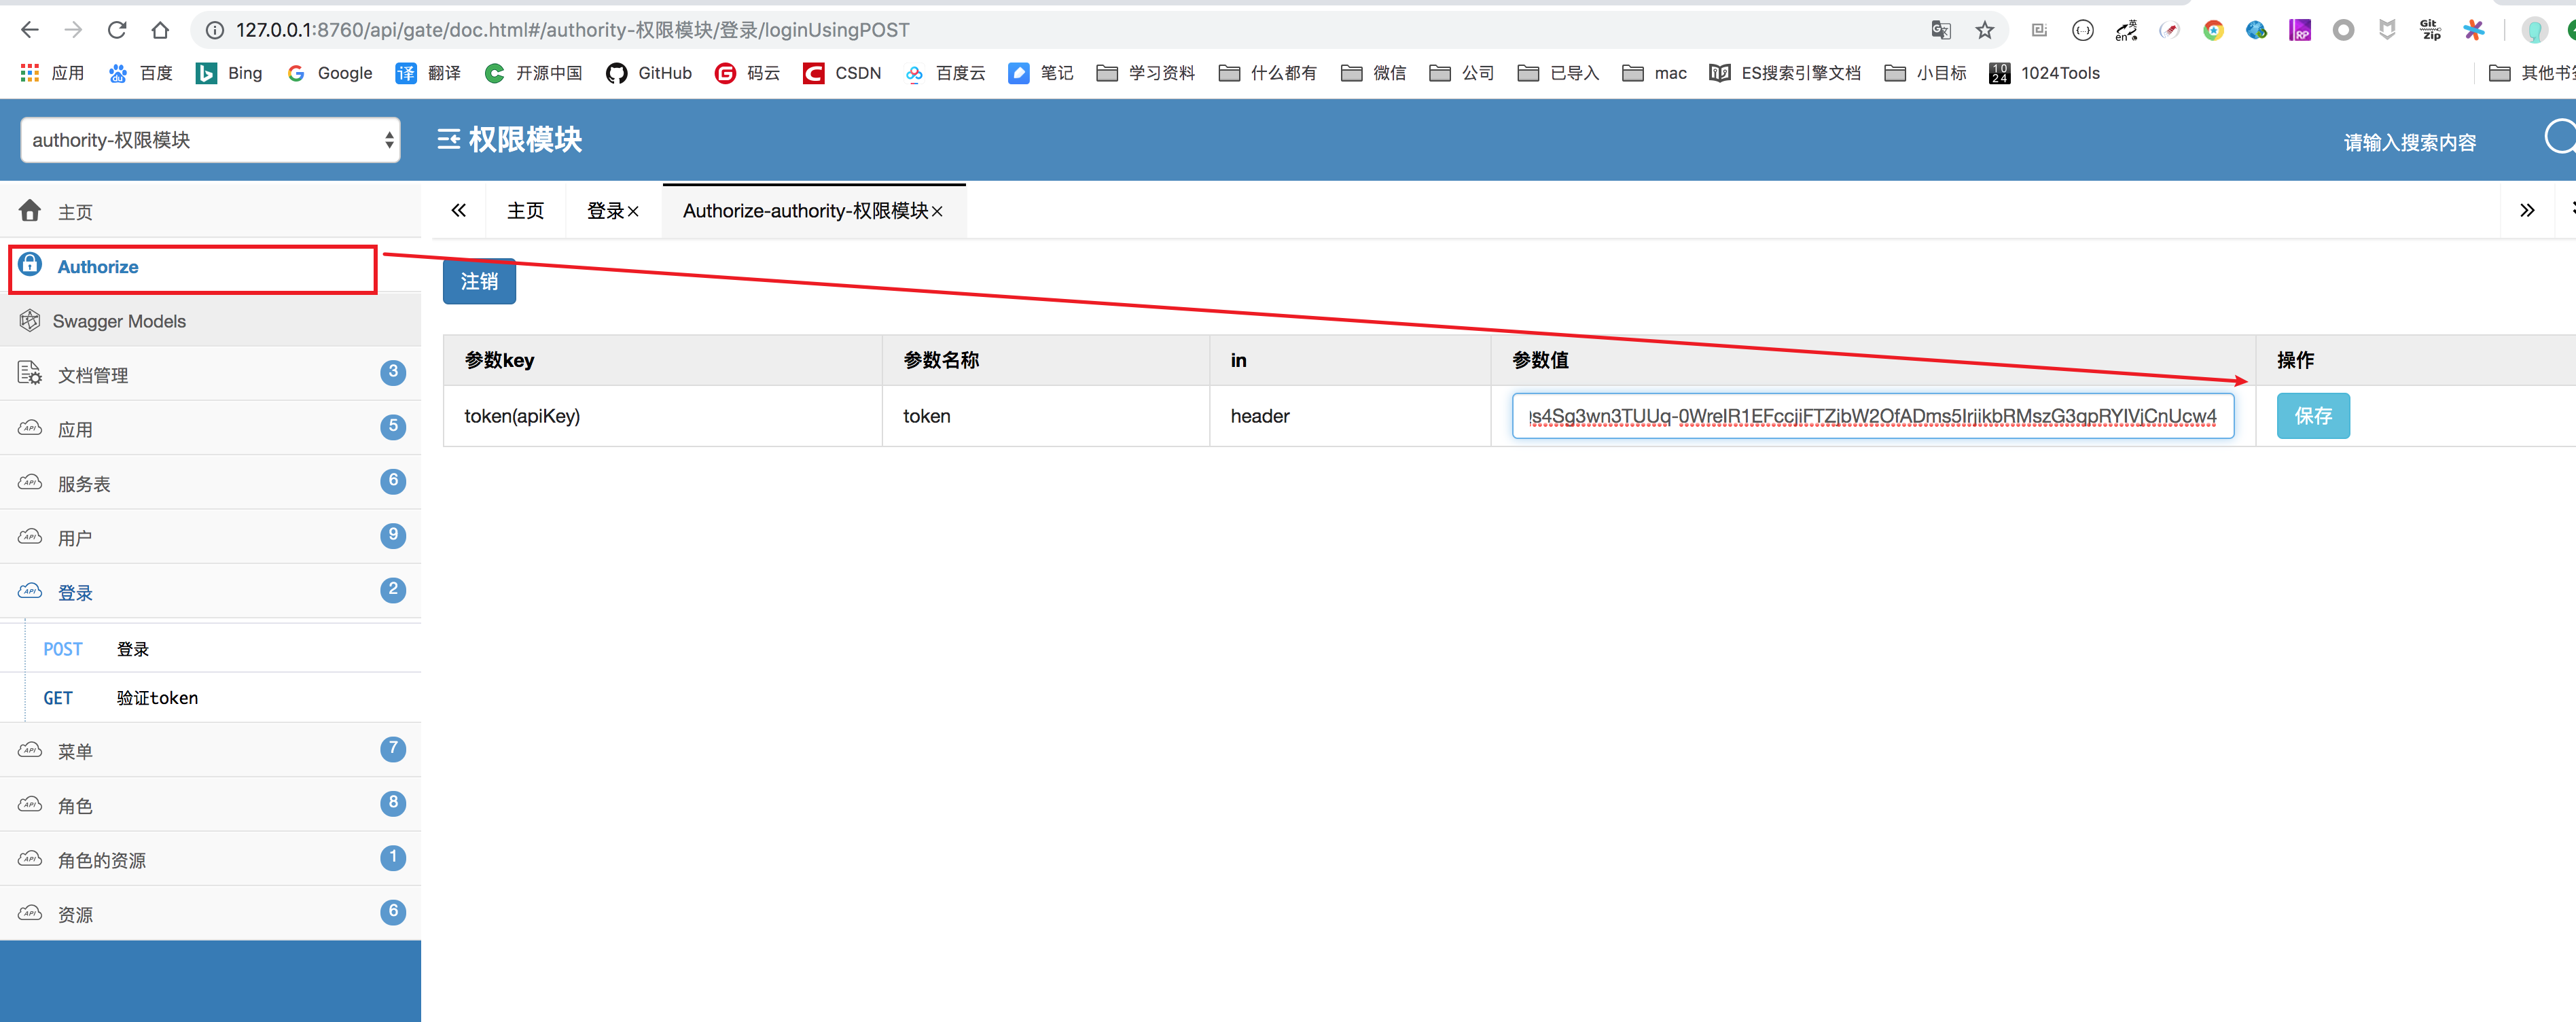 127.0.0.1:8760/api/gate/doc.html#/authority-权限模块/登录/loginUsingPOST
应用 百度 Bing Google 译 翻译 开源中国 GitHub 码云 CSDN 百度云 笔记 学习资料 什么都有 微信 公司 已导入 mac ES搜索引擎文档 小目标 1024Tools
authority-权限模块
权限模块
请输入搜索内容
主页
Authorize
Swagger Models
文档管理 3
应用 5
服务表 6
用户 9
登录 2
POST 登录
GET 验证token
菜单 7
角色 8
角色的资源 1
资源 6
主页 登录× Authorize-authority-权限模块×
注销
参数key 参数名称 in 参数值 操作
token(apiKey) token header s4Sg3wn3TUUq-0WreIR1EFccjiFTZjbW2OfADms5IrjikbRMszG3qpRYIVjCnUcw4 保存